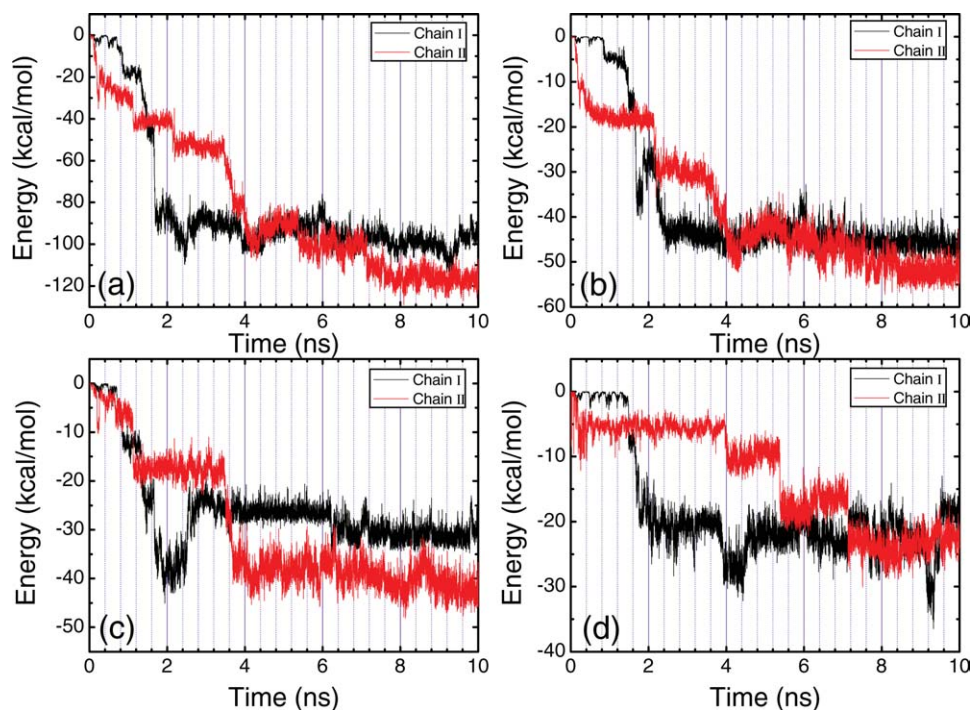 0
-20
-40
-60
-80
-100
-120
Energy (kcal/mol)
Chain I
Chain II
(a)
0 2 4 6 8 10
Time (ns)
0
-10
-20
-30
-40
-50
-60
Energy (kcal/mol)
Chain I
Chain II
(b)
0 2 4 6 8 10
Time (ns)
0
-10
-20
-30
-40
-50
Energy (kcal/mol)
Chain I
Chain II
(c)
0 2 4 6 8 10
Time (ns)
0
-10
-20
-30
-40
Energy (kcal/mol)
Chain I
Chain II
(d)
0 2 4 6 8 10
Time (ns)